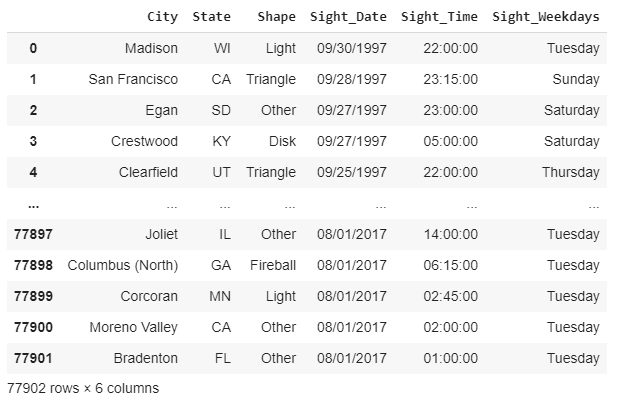 City State Shape Sight_Date Sight_Time Sight_Weekdays
0 Madison WI Light 09/30/1997 22:00:00 Tuesday
1 San Francisco CA Triangle 09/28/1997 23:15:00 Sunday
2 Egan SD Other 09/27/1997 23:00:00 Saturday
3 Crestwood KY Disk 09/27/1997 05:00:00 Saturday
4 Clearfield UT Triangle 09/25/1997 22:00:00 Thursday
... ... ... ... ... ... ...
77897 Joliet IL Other 08/01/2017 14:00:00 Tuesday
77898 Columbus (North) GA Fireball 08/01/2017 06:15:00 Tuesday
77899 Corcoran MN Light 08/01/2017 02:45:00 Tuesday
77900 Moreno Valley CA Other 08/01/2017 02:00:00 Tuesday
77901 Bradenton FL Other 08/01/2017 01:00:00 Tuesday
77902 rows × 6 columns